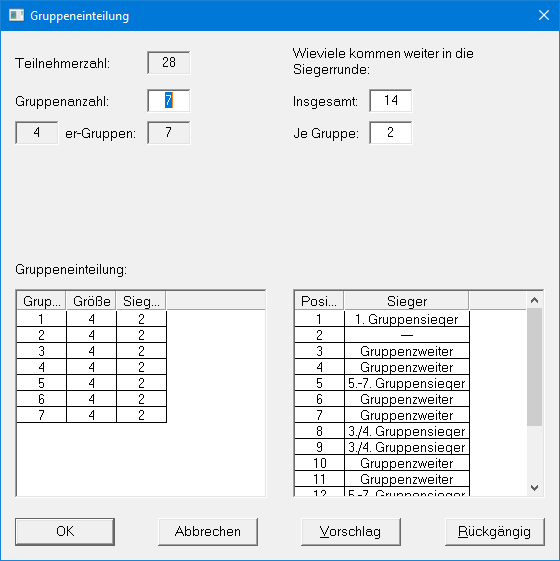 Gruppeneinteilung
Teilnehmerzahl: 28
Wieviele kommen weiter in die
Siegerrunde:
Gruppenanzahl: 7
Insgesamt: 14
4 er-Gruppen: 7
Je Gruppe: 2
Gruppeneinteilung:
Grup... Größe Sieg...
1 4 2
2 4 2
3 4 2
4 4 2
5 4 2
6 4 2
7 4 2
Posi... Sieger
1 1. Gruppensieger
2 —
3 Gruppenzweiter
4 Gruppenzweiter
5 5.-7. Gruppensieger
6 Gruppenzweiter
7 Gruppenzweiter
8 3./4. Gruppensieger
9 3./4. Gruppensieger
10 Gruppenzweiter
11 Gruppenzweiter
12 5.-7. Gruppensieger
OK Abbrechen Vorschlag Rückgängig